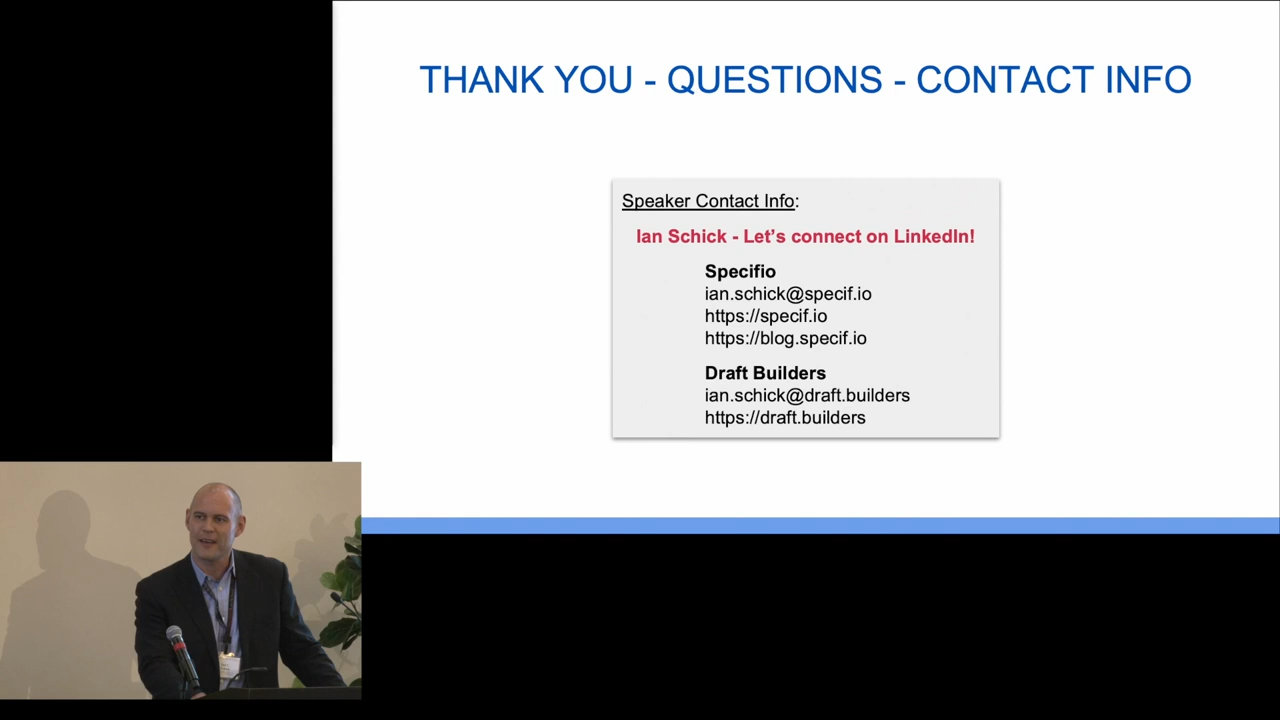 THANK YOU - QUESTIONS - CONTACT INFO
Speaker Contact Info:
Ian Schick - Let's connect on LinkedIn!
Specifio
ian.schick@specif.io
https://specif.io
https://blog.specif.io
Draft Builders
ian.schick@draft.builders
https://draft.builders